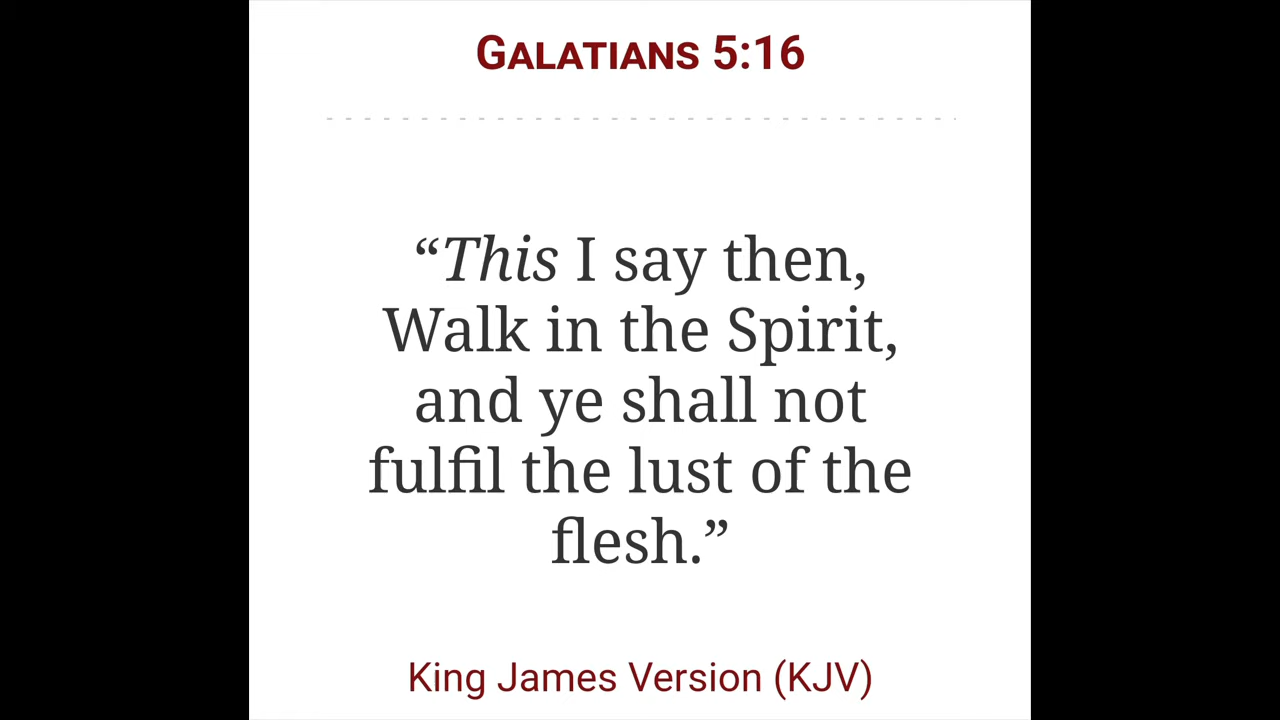 GALATIANS 5:16
“This I say then,
Walk in the Spirit,
and ye shall not
fulfil the lust of the
flesh.”
King James Version (KJV)